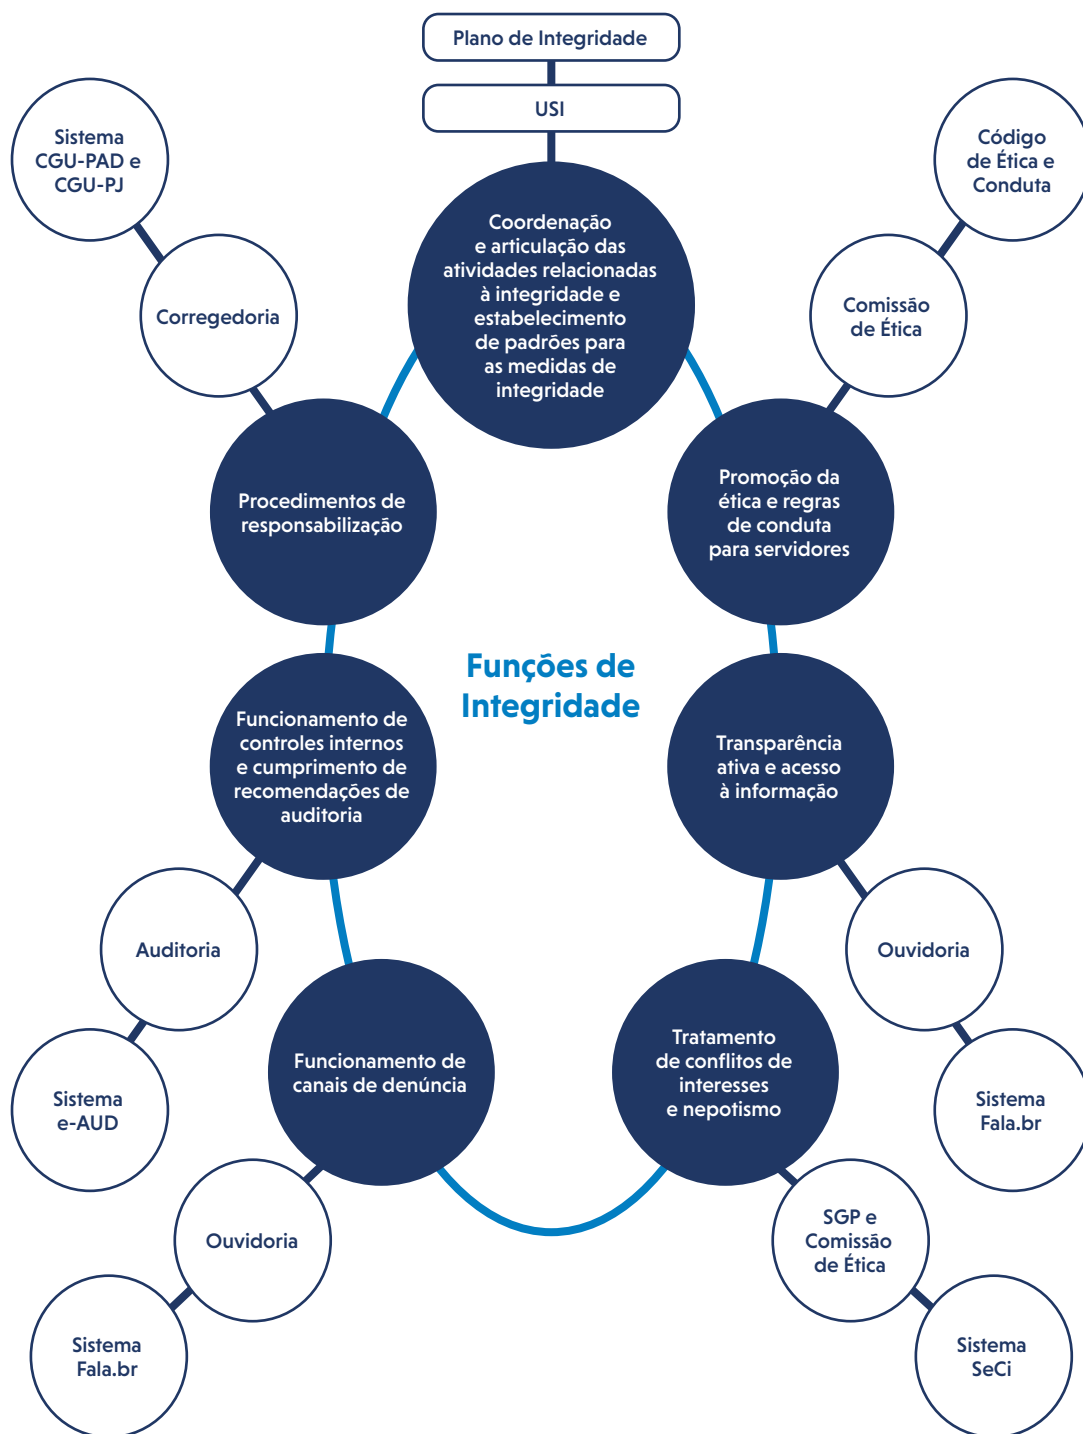 Plano de Integridade
USI
Coordenação
e articulação das
atividades relacionadas
à integridade e
estabelecimento
de padrões para
as medidas de
integridade
Sistema
CGU-PAD e
CGU-PJ
Corregedoria
Procedimentos de
responsabilização
Código
de Ética e
Conduta
Comissão
de Ética
Promoção da
ética e regras
de conduta
para servidores
Funções de
Integridade
Funcionamento de
controles internos
e cumprimento de
recomendações de
auditoria
Auditoria
Sistema
e-AUD
Transparência
ativa e acesso
à informação
Ouvidoria
Sistema
Fala.br
Funcionamento de
canais de denúncia
Ouvidoria
Sistema
Fala.br
Tratamento
de conflitos de
interesses
e nepotismo
SGP e
Comissão
de Ética
Sistema
SeCi